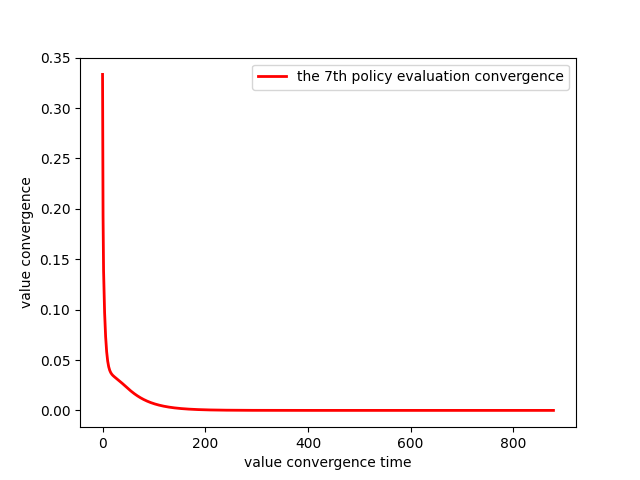 the 7th policy evaluation convergence
0.35
0.30
0.25
0.20
0.15
0.10
0.05
0.00
value convergence
0 200 400 600 800
value convergence time